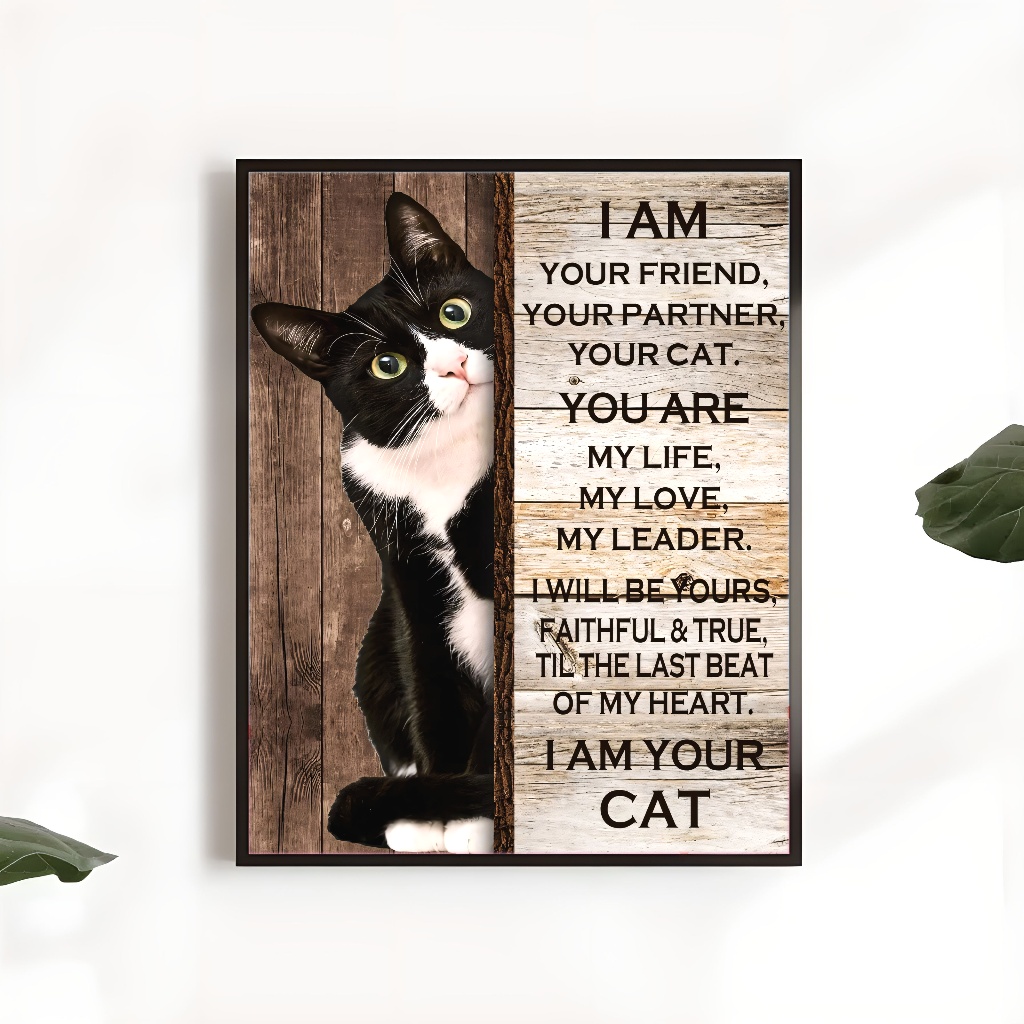 I AM
YOUR FRIEND,
YOUR PARTNER,
YOUR CAT.
YOU ARE
MY LIFE,
MY LOVE,
MY LEADER.
I WILL BE YOURS,
FAITHFUL & TRUE,
TIL THE LAST BEAT
OF MY HEART.
I AM YOUR
CAT